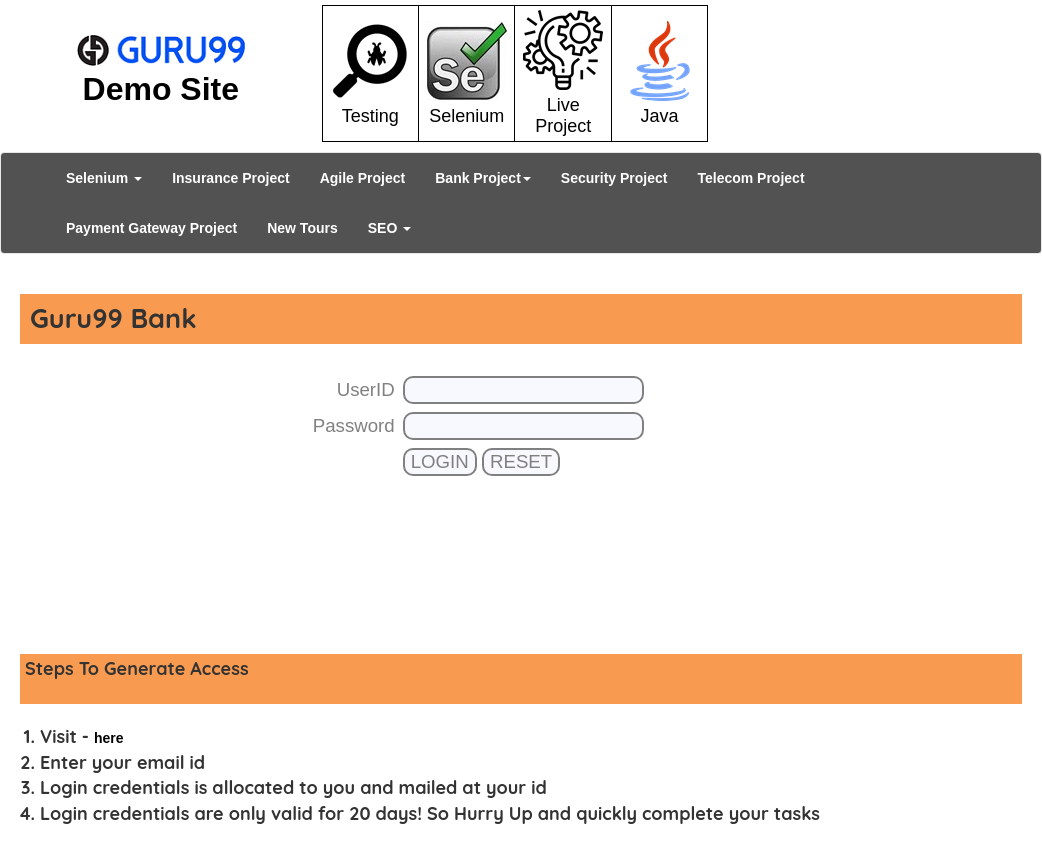 GURU99
Demo Site
Testing
Se
Selenium
Live
Project
Java
Selenium Insurance Project Agile Project Bank Project Security Project Telecom Project
Payment Gateway Project New Tours SEO
Guru99 Bank
UserID
Password
LOGIN RESET
Steps To Generate Access
1. Visit - here
2. Enter your email id
3. Login credentials is allocated to you and mailed at your id
4. Login credentials are only valid for 20 days! So Hurry Up and quickly complete your tasks